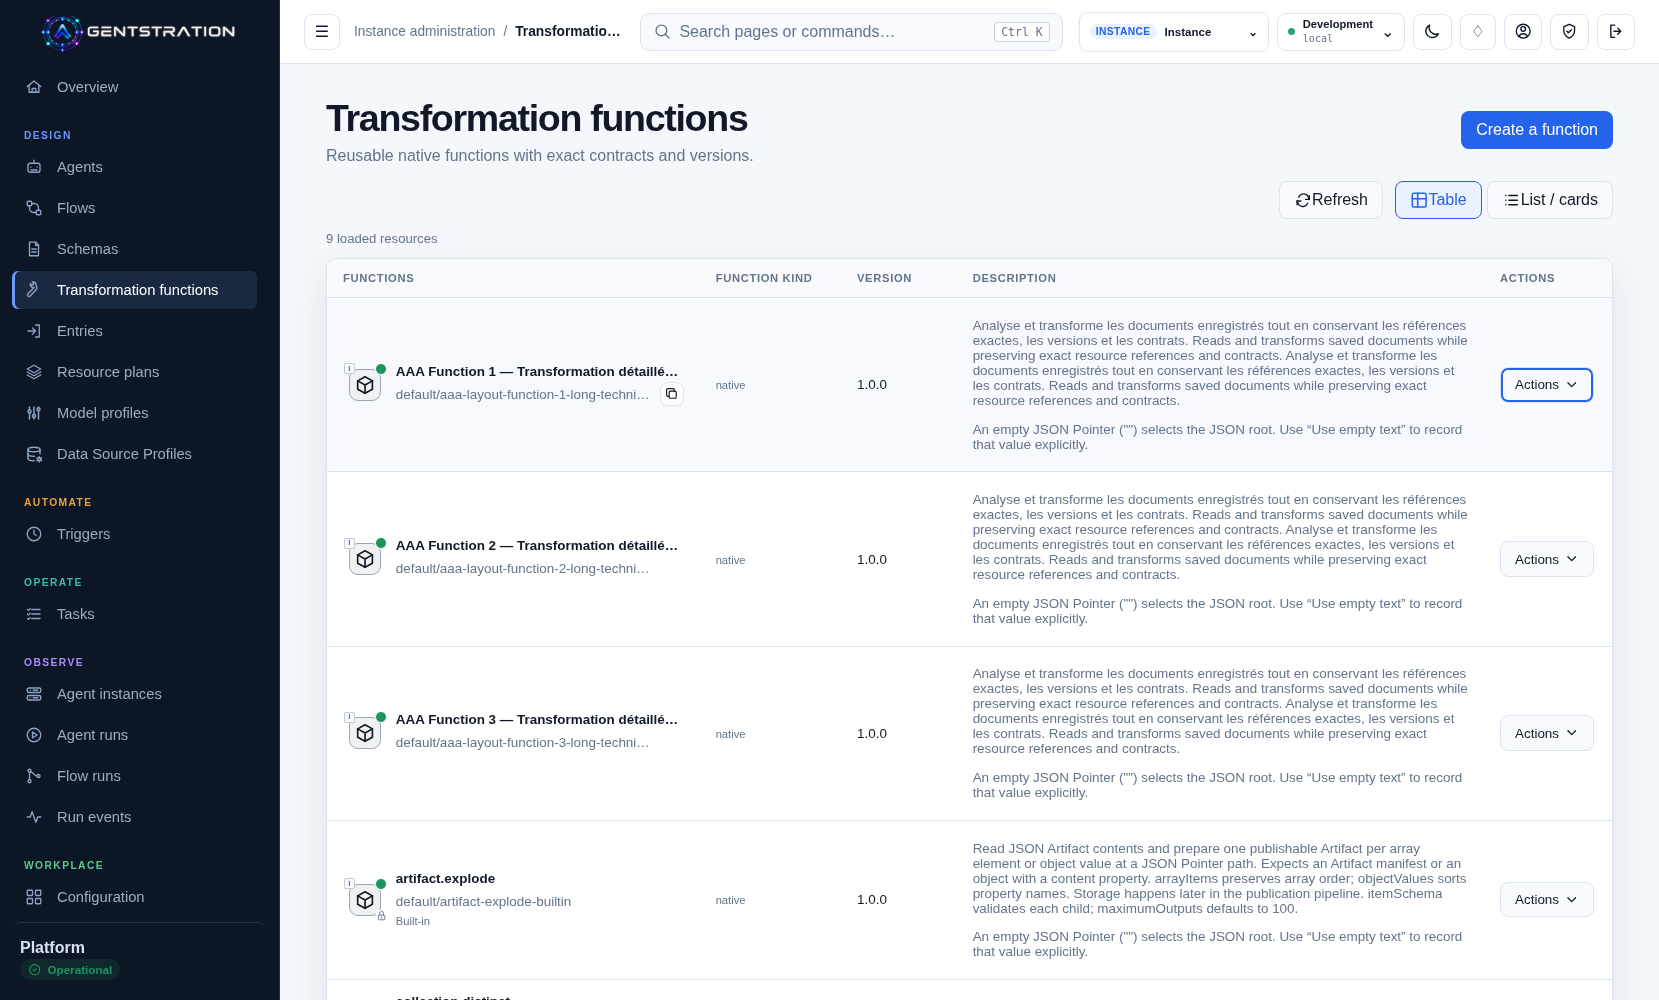 GENTSTRATION
Overview
DESIGN
Agents
Flows
Schemas
Transformation functions
Entries
Resource plans
Model profiles
Data Source Profiles
AUTOMATE
Triggers
OPERATE
Tasks
OBSERVE
Agent instances
Agent runs
Flow runs
Run events
WORKPLACE
Configuration
Platform
Operational
Instance administration / Transformatio…
Search pages or commands…
Ctrl K
INSTANCE Instance
Development
local
Transformation functions
Reusable native functions with exact contracts and versions.
Create a function
Refresh
Table
List / cards
9 loaded resources
FUNCTIONS FUNCTION KIND VERSION DESCRIPTION ACTIONS
I
AAA Function 1 — Transformation détaillé…
default/aaa-layout-function-1-long-techni…
native
1.0.0
Analyse et transforme les documents enregistrés tout en conservant les références
exactes, les versions et les contrats. Reads and transforms saved documents while
preserving exact resource references and contracts. Analyse et transforme les
documents enregistrés tout en conservant les références exactes, les versions et
les contrats. Reads and transforms saved documents while preserving exact
resource references and contracts.
An empty JSON Pointer ("") selects the JSON root. Use “Use empty text” to record
that value explicitly.
Actions
I
AAA Function 2 — Transformation détaillé…
default/aaa-layout-function-2-long-techni…
native
1.0.0
Analyse et transforme les documents enregistrés tout en conservant les références
exactes, les versions et les contrats. Reads and transforms saved documents while
preserving exact resource references and contracts. Analyse et transforme les
documents enregistrés tout en conservant les références exactes, les versions et
les contrats. Reads and transforms saved documents while preserving exact
resource references and contracts.
An empty JSON Pointer ("") selects the JSON root. Use “Use empty text” to record
that value explicitly.
Actions
I
AAA Function 3 — Transformation détaillé…
default/aaa-layout-function-3-long-techni…
native
1.0.0
Analyse et transforme les documents enregistrés tout en conservant les références
exactes, les versions et les contrats. Reads and transforms saved documents while
preserving exact resource references and contracts. Analyse et transforme les
documents enregistrés tout en conservant les références exactes, les versions et
les contrats. Reads and transforms saved documents while preserving exact
resource references and contracts.
An empty JSON Pointer ("") selects the JSON root. Use “Use empty text” to record
that value explicitly.
Actions
I
artifact.explode
default/artifact-explode-builtin
Built-in
native
1.0.0
Read JSON Artifact contents and prepare one publishable Artifact per array
element or object value at a JSON Pointer path. Expects an Artifact manifest or an
object with a content property. arrayItems preserves array order; objectValues sorts
property names. Storage happens later in the publication pipeline. itemSchema
validates each child; maximumOutputs defaults to 100.
An empty JSON Pointer ("") selects the JSON root. Use “Use empty text” to record
that value explicitly.
Actions